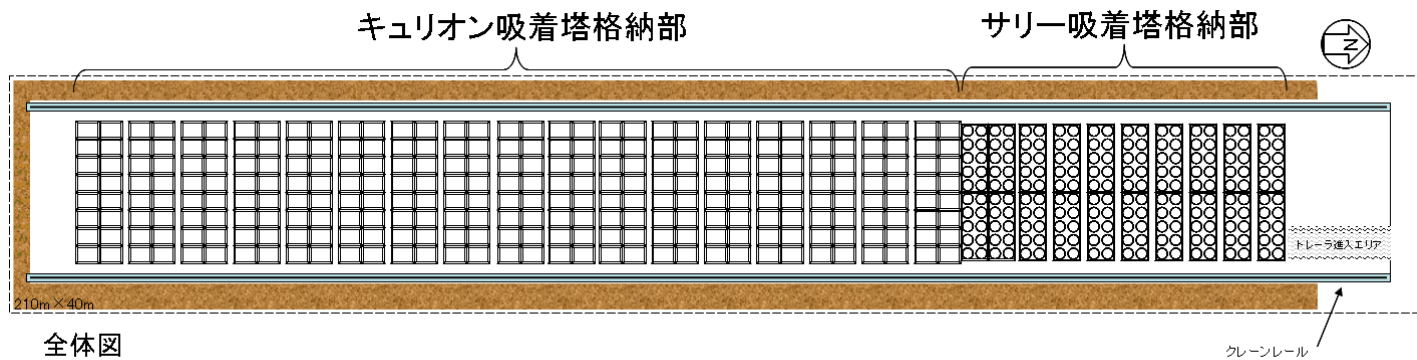 キュリオン吸着塔格納部
サリー吸着塔格納部
N
トレーラ進入エリア
210m×40m
全体図
クレーンレール